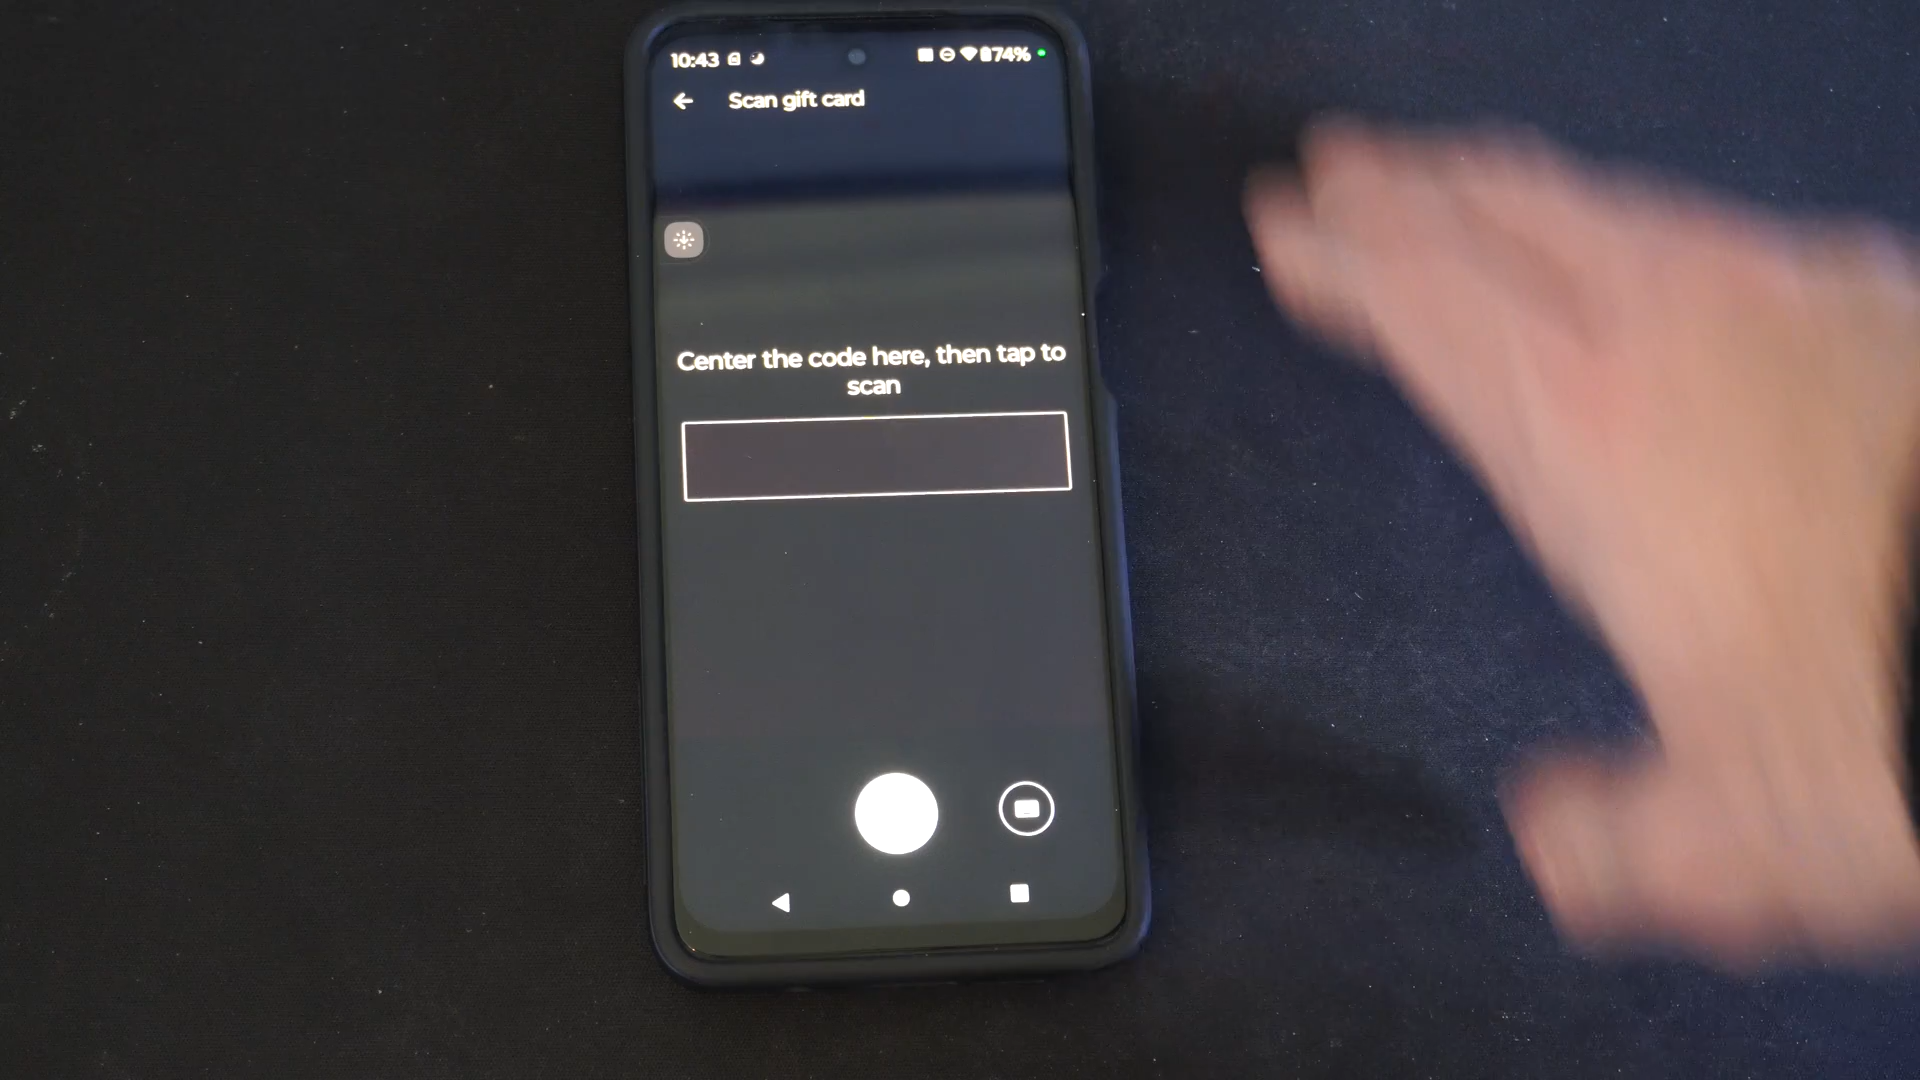 10:43
74%
Scan gift card
Center the code here, then tap to
scan